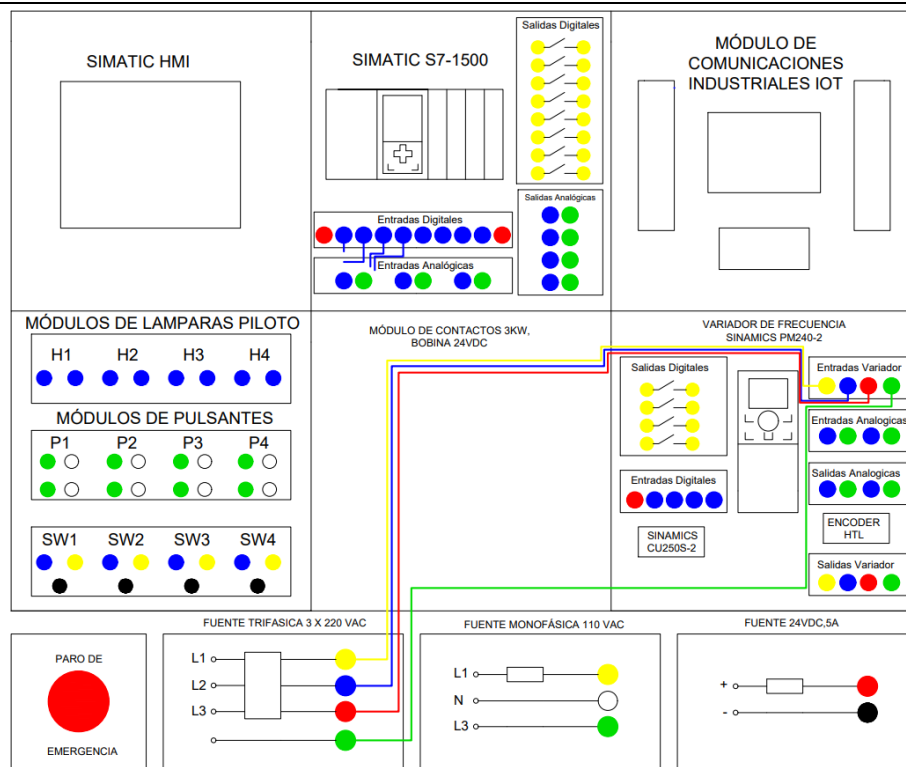 SIMATIC HMI
SIMATIC S7-1500
Salidas Digitales
Salidas Analógicas
Entradas Digitales
Entradas Analógicas
MÓDULO DE
COMUNICACIONES
INDUSTRIALES IOT
MÓDULOS DE LAMPARAS PILOTO
H1 H2 H3 H4
MÓDULOS DE PULSANTES
P1 P2 P3 P4
SW1 SW2 SW3 SW4
MÓDULO DE CONTACTOS 3KW,
BOBINA 24VDC
VARIADOR DE FRECUENCIA
SINAMICS PM240-2
Salidas Digitales
Entradas Digitales
SINAMICS
CU250S-2
Entradas Variador
Entradas Analogicas
Salidas Analogicas
ENCODER
HTL
Salidas Variador
PARO DE
EMERGENCIA
FUENTE TRIFASICA 3 X 220 VAC
L1
L2
L3
FUENTE MONOFÁSICA 110 VAC
L1
N
L3
FUENTE 24VDC,5A
+
-